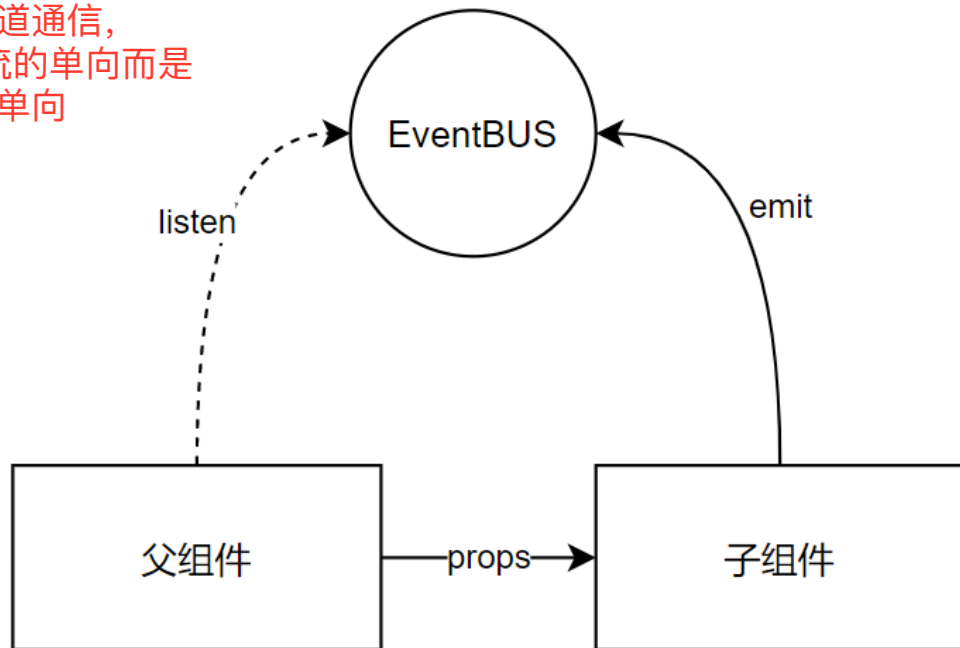 道通信，
流的单向而是
单向
EventBUS
listen
emit
父组件
props
子组件